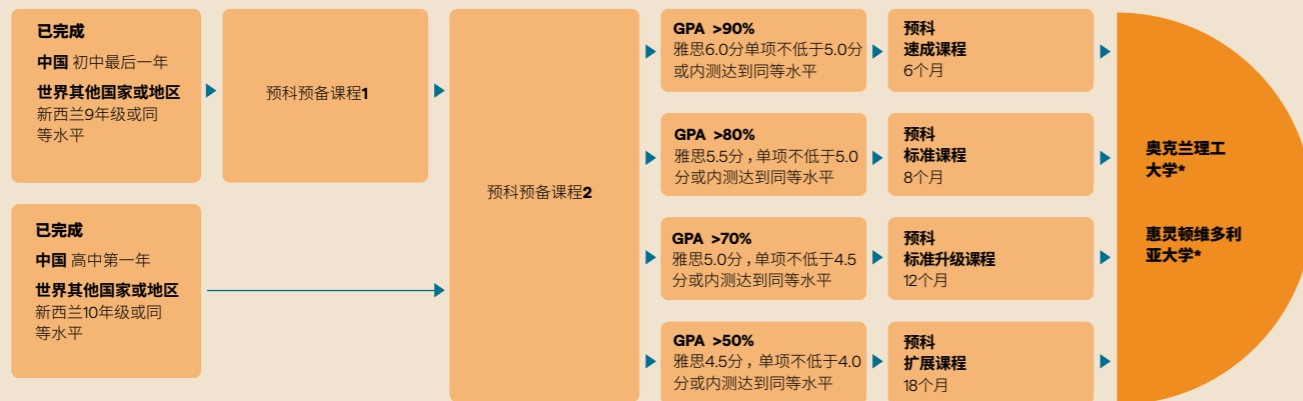 已完成
中国 初中最后一年
世界其他国家或地区
新西兰9年级或同
等水平
预科预备课程1
已完成
中国 高中第一年
世界其他国家或地区
新西兰10年级或同
等水平
预科预备课程2
GPA >90%
雅思6.0分单项不低于5.0分
或内测达到同等水平
预科
速成课程
6个月
GPA >80%
雅思5.5分，单项不低于5.0
分或内测达到同等水平
预科
标准课程
8个月
GPA >70%
雅思5.0分，单项不低于4.5
分或内测达到同等水平
预科
标准升级课程
12个月
GPA >50%
雅思4.5分，单项不低于4.0
分或内测达到同等水平
预科
扩展课程
18个月
奥克兰理工
大学*
惠灵顿维多利
亚大学*